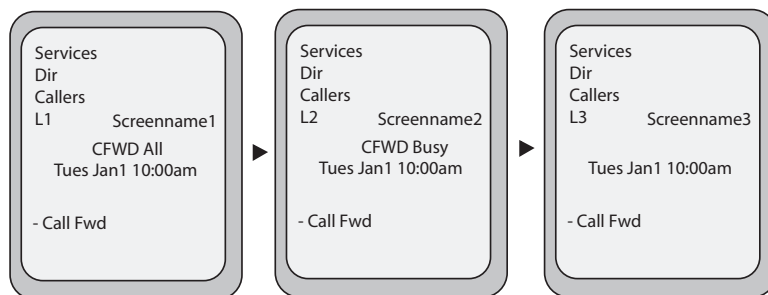 Services
Dir
Callers
L1 Screenname1
CFWD All
Tues Jan1 10:00am
- Call Fwd
Services
Dir
Callers
L2 Screenname2
CFWD Busy
Tues Jan1 10:00am
- Call Fwd
Services
Dir
Callers
L3 Screenname3
Tues Jan1 10:00am
- Call Fwd